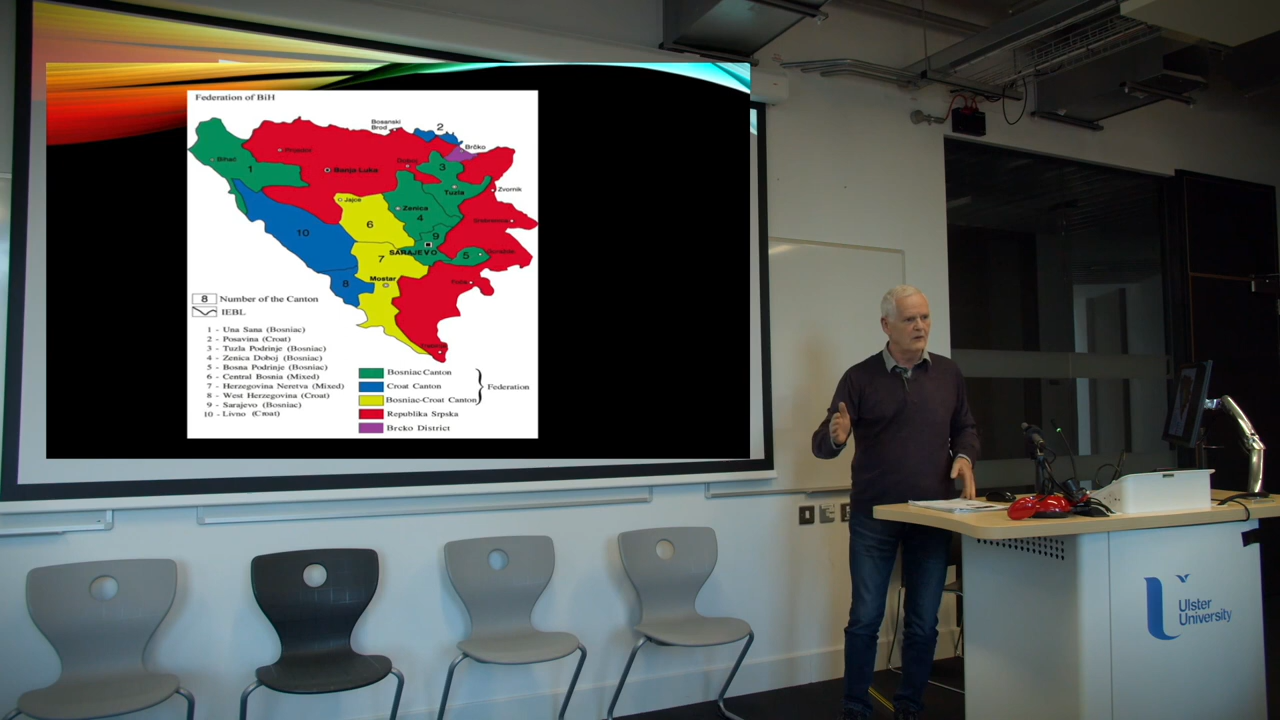 Federation of BiH
Bosanski
Brod
2
Brčko
Prijedor
Bihać
1
Banja Luka
Doboj
3
Tuzla
Zvornik
Jajce
Zenica
4
Srebrenica
6
10
9
SARAJEVO
5
Gorazde
7
Mostar
8
8 Number of the Canton
IEBL
1 - Una Sana (Bosniac)
2 - Posavina (Croat)
3 - Tuzla Podrinje (Bosniac)
4 - Zenica Doboj (Bosniac)
5 - Bosna Podrinje (Bosniac)
6 - Central Bosnia (Mixed)
7 - Herzegovina Neretva (Mixed)
8 - West Herzegovina (Croat)
9 - Sarajevo (Bosniac)
10 - Livno (Croat)
Bosniac Canton
Croat Canton
Bosniac-Croat Canton
Federation
Republika Srpska
Brcko District
Ulster
University